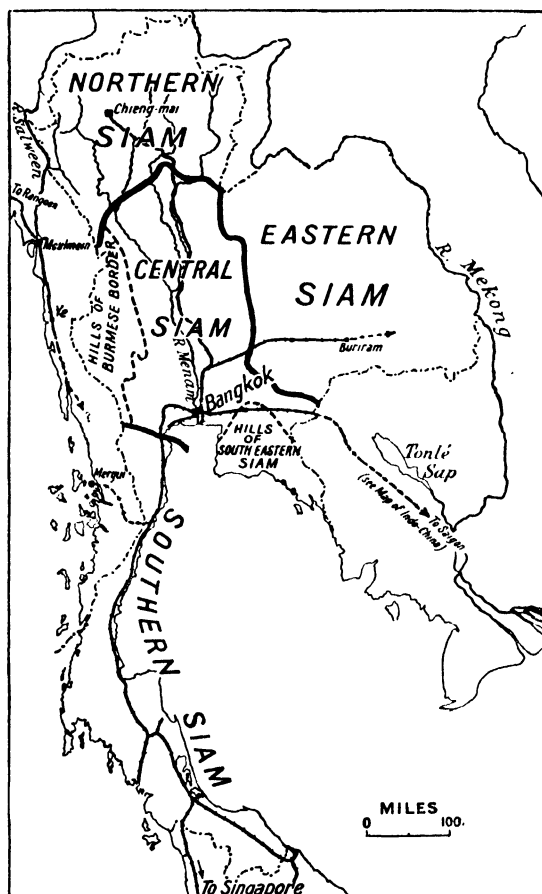 NORTHERN
Chieng-mai
SIAM
R. Salween
To Rangoon
Moulmein
Ye
HILLS OF
BURMESE BORDER
CENTRAL
SIAM
R. Menam
EASTERN
SIAM
R. Mekong
Buriram
Bangkok
HILLS
OF
SOUTH EASTERN
SIAM
Tonlé
Sap
(see Map of Indo-China)
To Saigon
Mergui
SOUTHERN
SIAM
MILES
0 100.
To Singapore